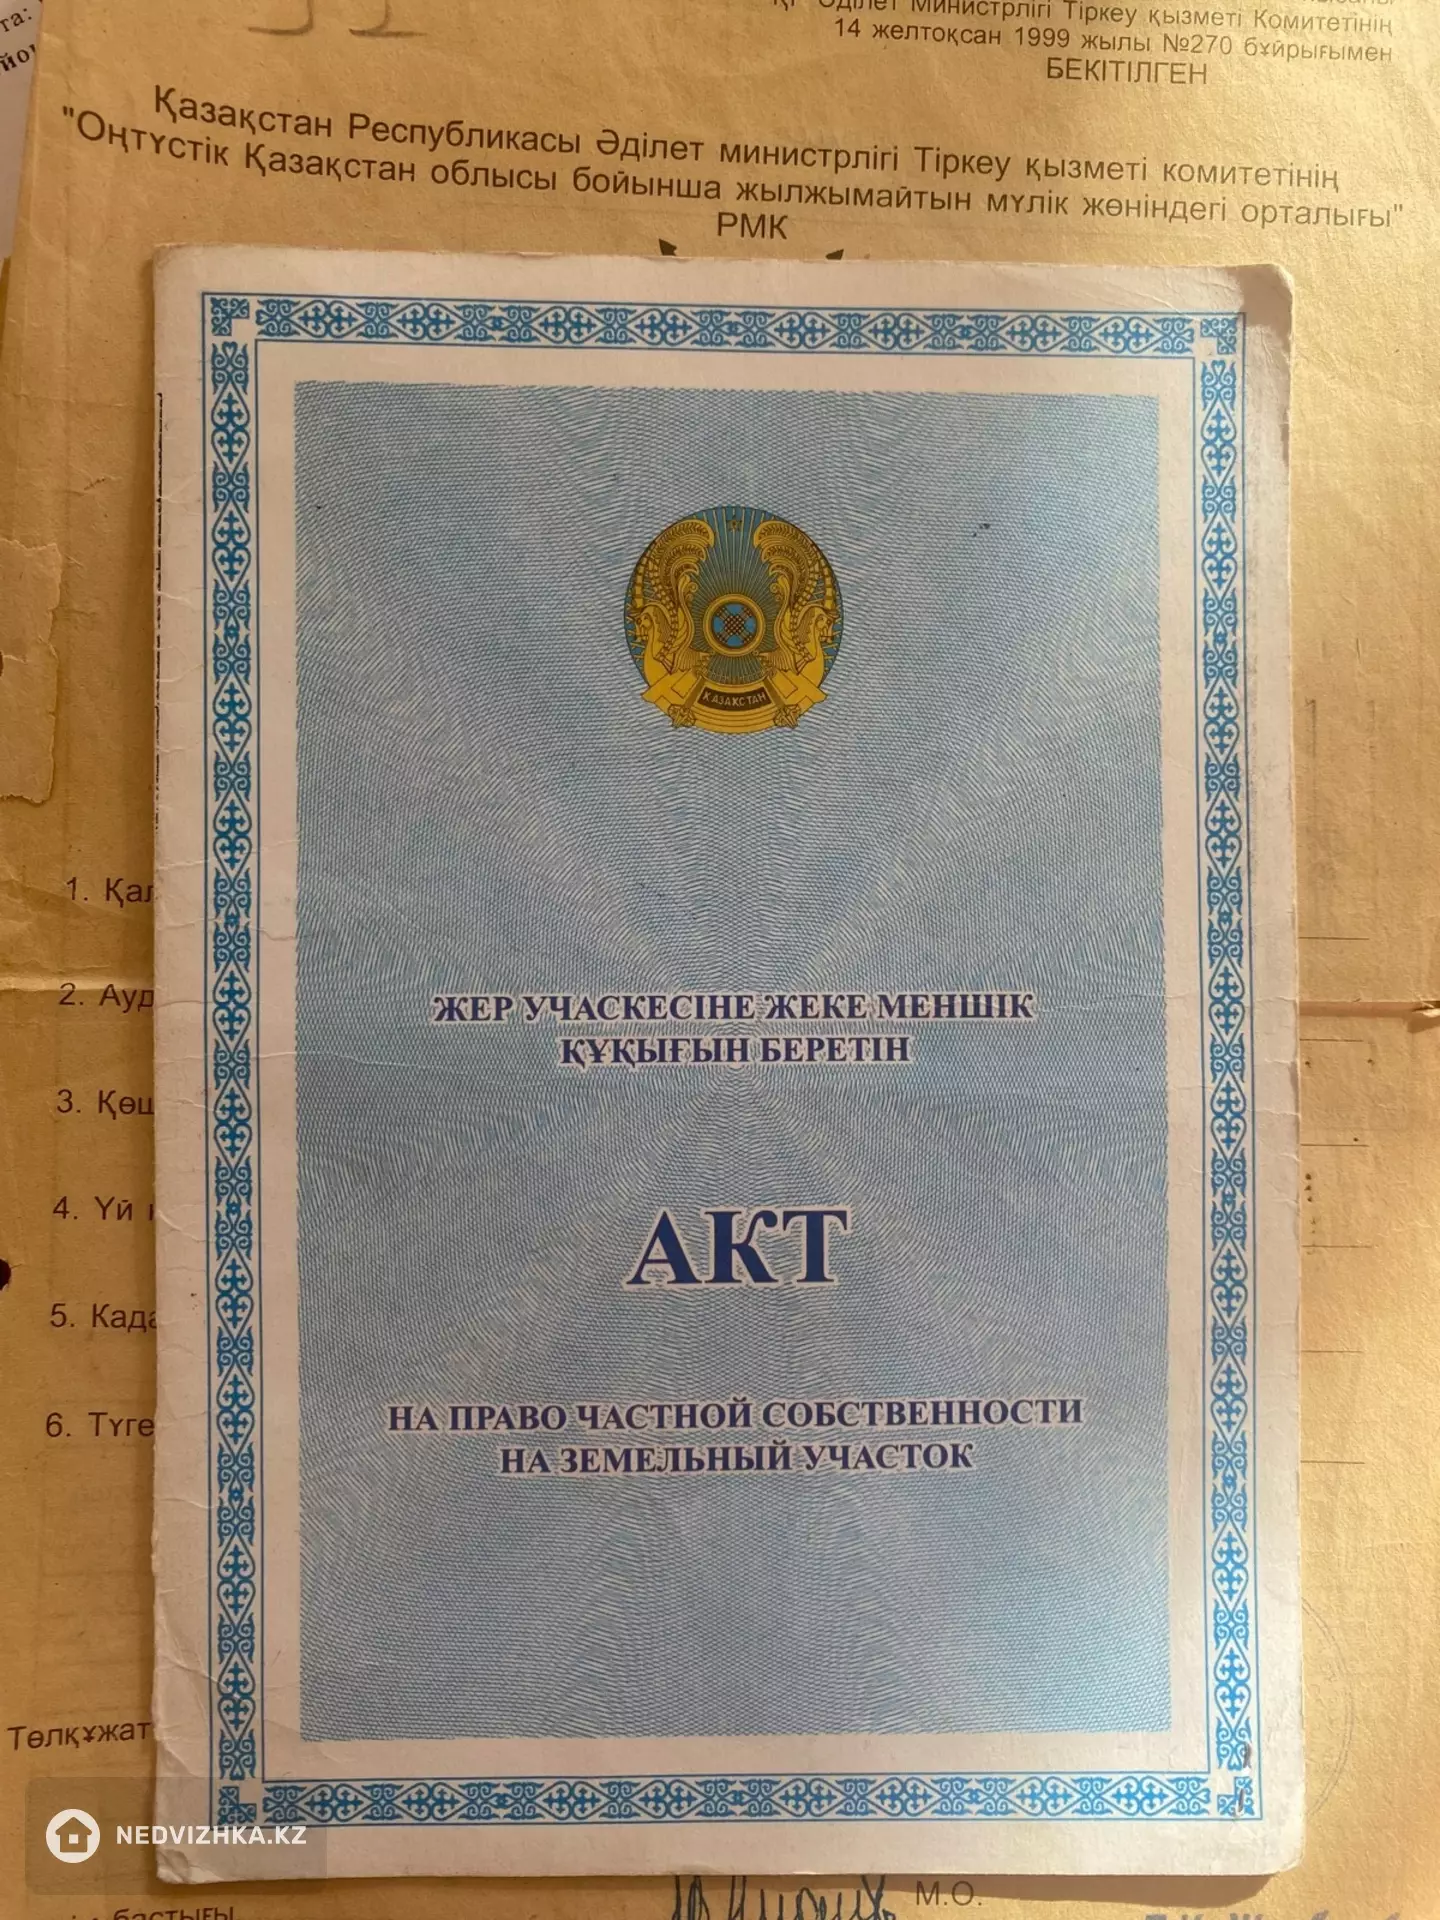 та:
Әділет Министрлігі Тіркеу қызметі Комитетінің
14 желтоқсан 1999 жылы №270 бұйрығымен
БЕКІТІЛГЕН
Қазақстан Республикасы Әділет министрлігі Тіркеу қызметі комитетінің
"Оңтүстік Қазақстан облысы бойынша жылжымайтын мүлік жөніндегі орталығы"
РМК
ҚАЗАҚСТАН
1. Қал
2. Ауд
3. Көш
4. Үй
5. Када
6. Түге
ЖЕР УЧАСКЕСІНЕ ЖЕКЕ МЕНШІК
ҚҰҚЫҒЫН БЕРЕТІН
АКТ
НА ПРАВО ЧАСТНОЙ СОБСТВЕННОСТИ
НА ЗЕМЕЛЬНЫЙ УЧАСТОК
Төлқұжат
NEDVIZHKA.KZ
М.О.
бастығы